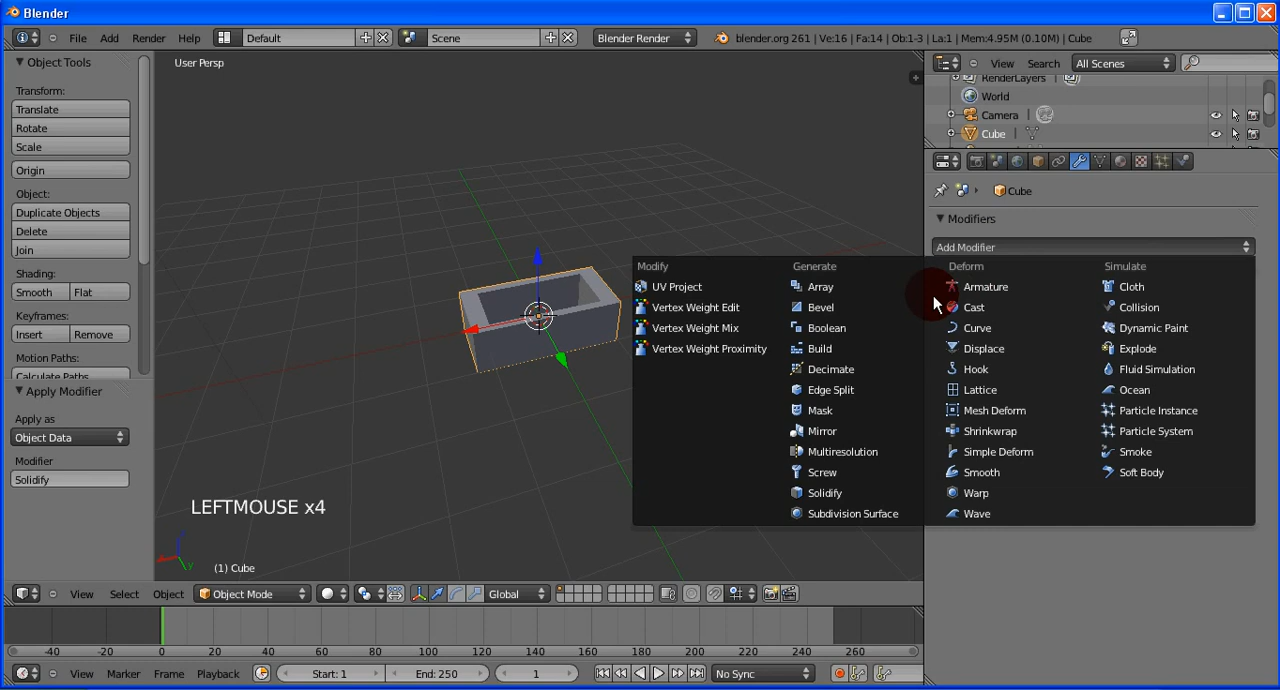 Blender
File Add Render Help Default Scene Blender Render blender.org 261 | Ve:16 | Fa:14 | Ob:1-3 | La:1 | Mem:4.95M (0.10M) | Cube
Object Tools
Transform:
Translate
Rotate
Scale
Origin
Object:
Duplicate Objects
Delete
Join
Shading:
Smooth Flat
Keyframes:
Insert Remove
Motion Paths:
Calculate Paths
Apply Modifier
Apply as
Object Data
Modifier
Solidify
User Persp
LEFTMOUSE x4
(1) Cube
View Select Object Object Mode Global
View Search All Scenes
RenderLayers
World
Camera
Cube
Cube
Modifiers
Add Modifier
Modify
UV Project
Vertex Weight Edit
Vertex Weight Mix
Vertex Weight Proximity
Generate
Array
Bevel
Boolean
Build
Decimate
Edge Split
Mask
Mirror
Multiresolution
Screw
Solidify
Subdivision Surface
Deform
Armature
Cast
Curve
Displace
Hook
Lattice
Mesh Deform
Shrinkwrap
Simple Deform
Smooth
Warp
Wave
Simulate
Cloth
Collision
Dynamic Paint
Explode
Fluid Simulation
Ocean
Particle Instance
Particle System
Smoke
Soft Body
-40 -20 0 20 40 60 80 100 120 140 160 180 200 220 240 260
View Marker Frame Playback Start: 1 End: 250 1 No Sync